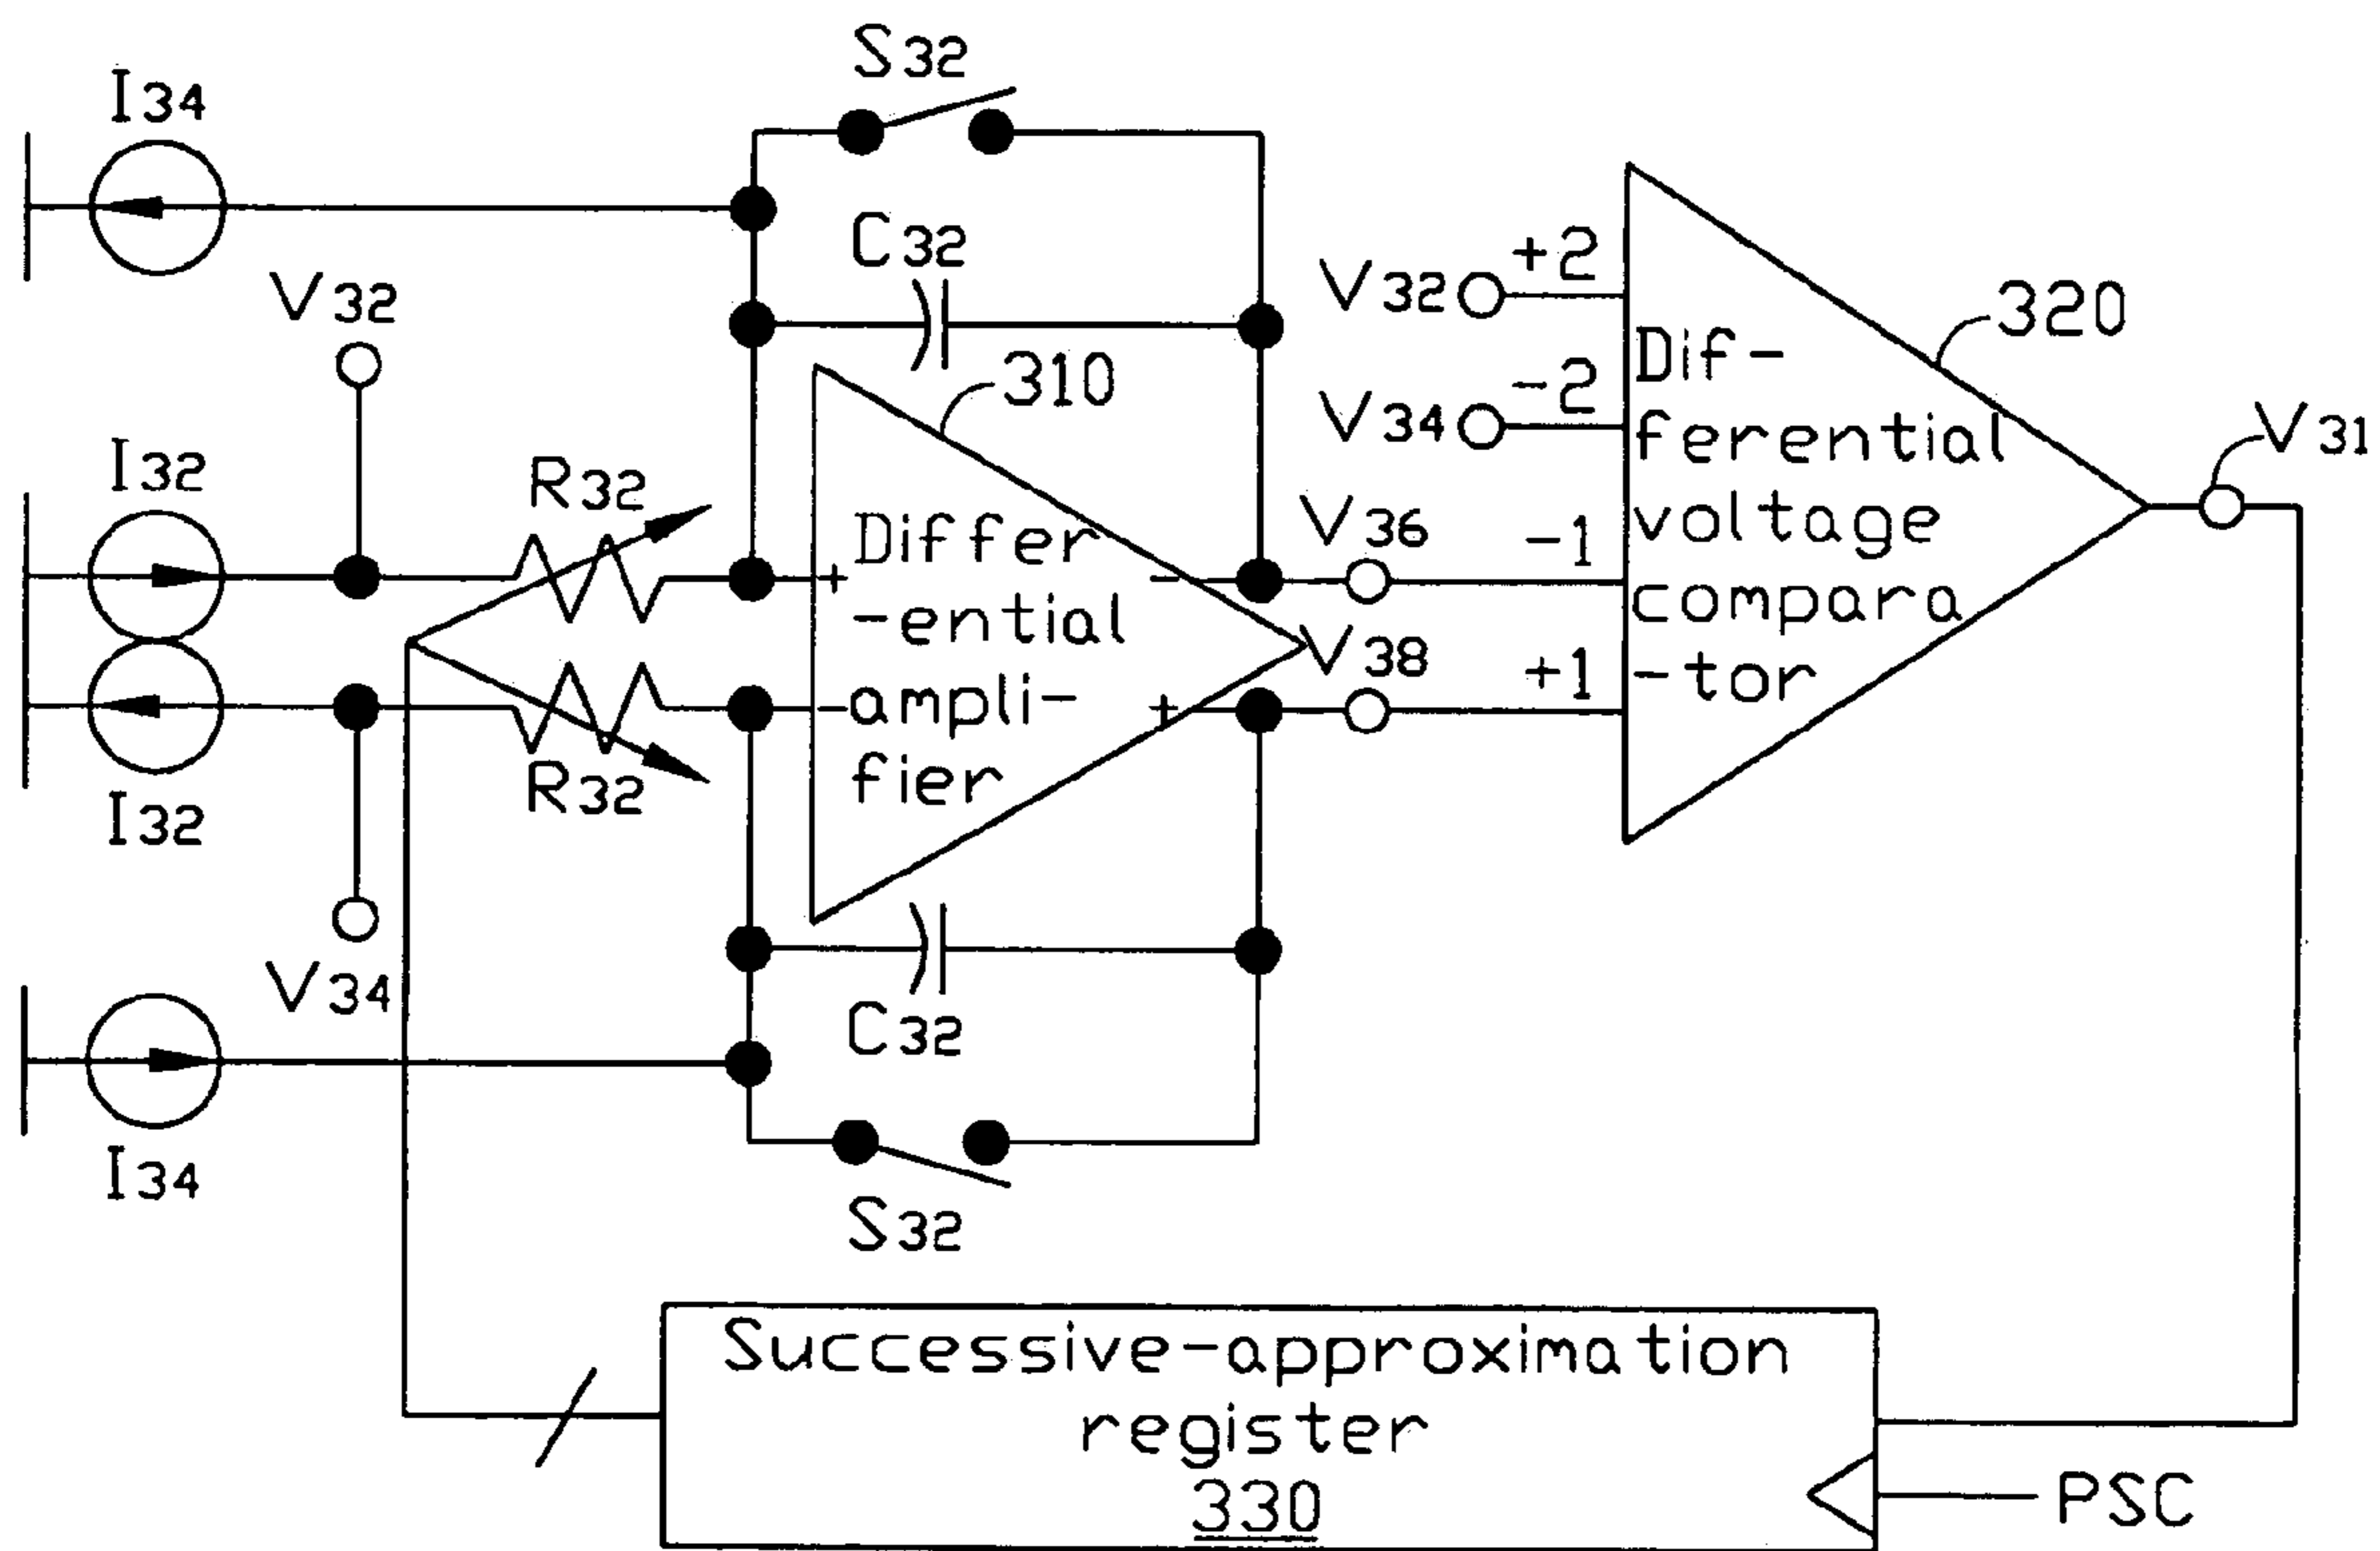 S32
I34
C32
V32
+2
V32
320
Dif-
310
-2
V34
ferential
V31
I32
R32
V36
-1
voltage
Differ
-ential
compara
V38
+1
-tor
+
-
-
+
ampli-
fier
R32
I32
V34
C32
I34
S32
Successive-approximation
register
330
PSC